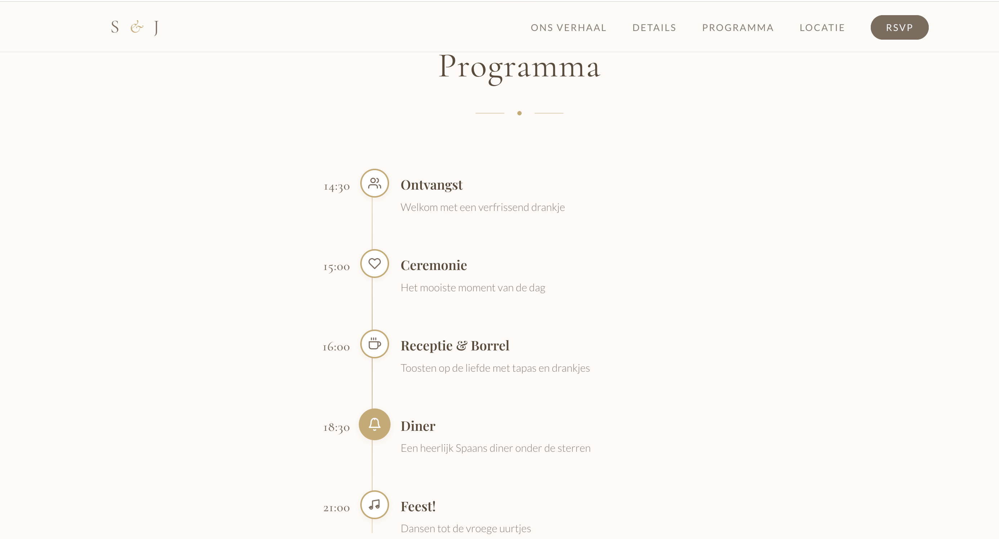 S & J
ONS VERHAAL DETAILS PROGRAMMA LOCATIE RSVP
Programma
14:30 Ontvangst
Welkom met een verfrissend drankje
15:00 Ceremonie
Het mooiste moment van de dag
16:00 Receptie & Borrel
Toosten op de liefde met tapas en drankjes
18:30 Diner
Een heerlijk Spaans diner onder de sterren
21:00 Feest!
Dansen tot de vroege uurtjes